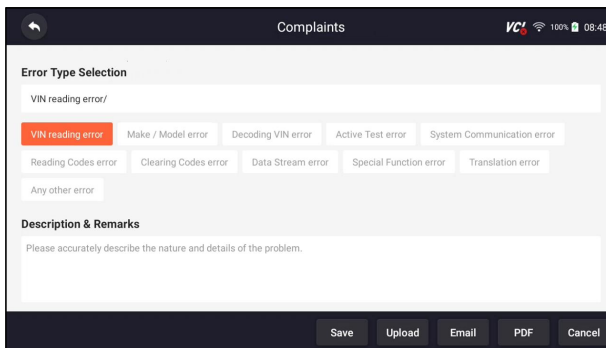 Complaints
VCI 100% 08:48
Error Type Selection
VIN reading error/
VIN reading error Make / Model error Decoding VIN error Active Test error System Communication error
Reading Codes error Clearing Codes error Data Stream error Special Function error Translation error
Any other error
Description & Remarks
Please accurately describe the nature and details of the problem.
Save Upload Email PDF Cancel